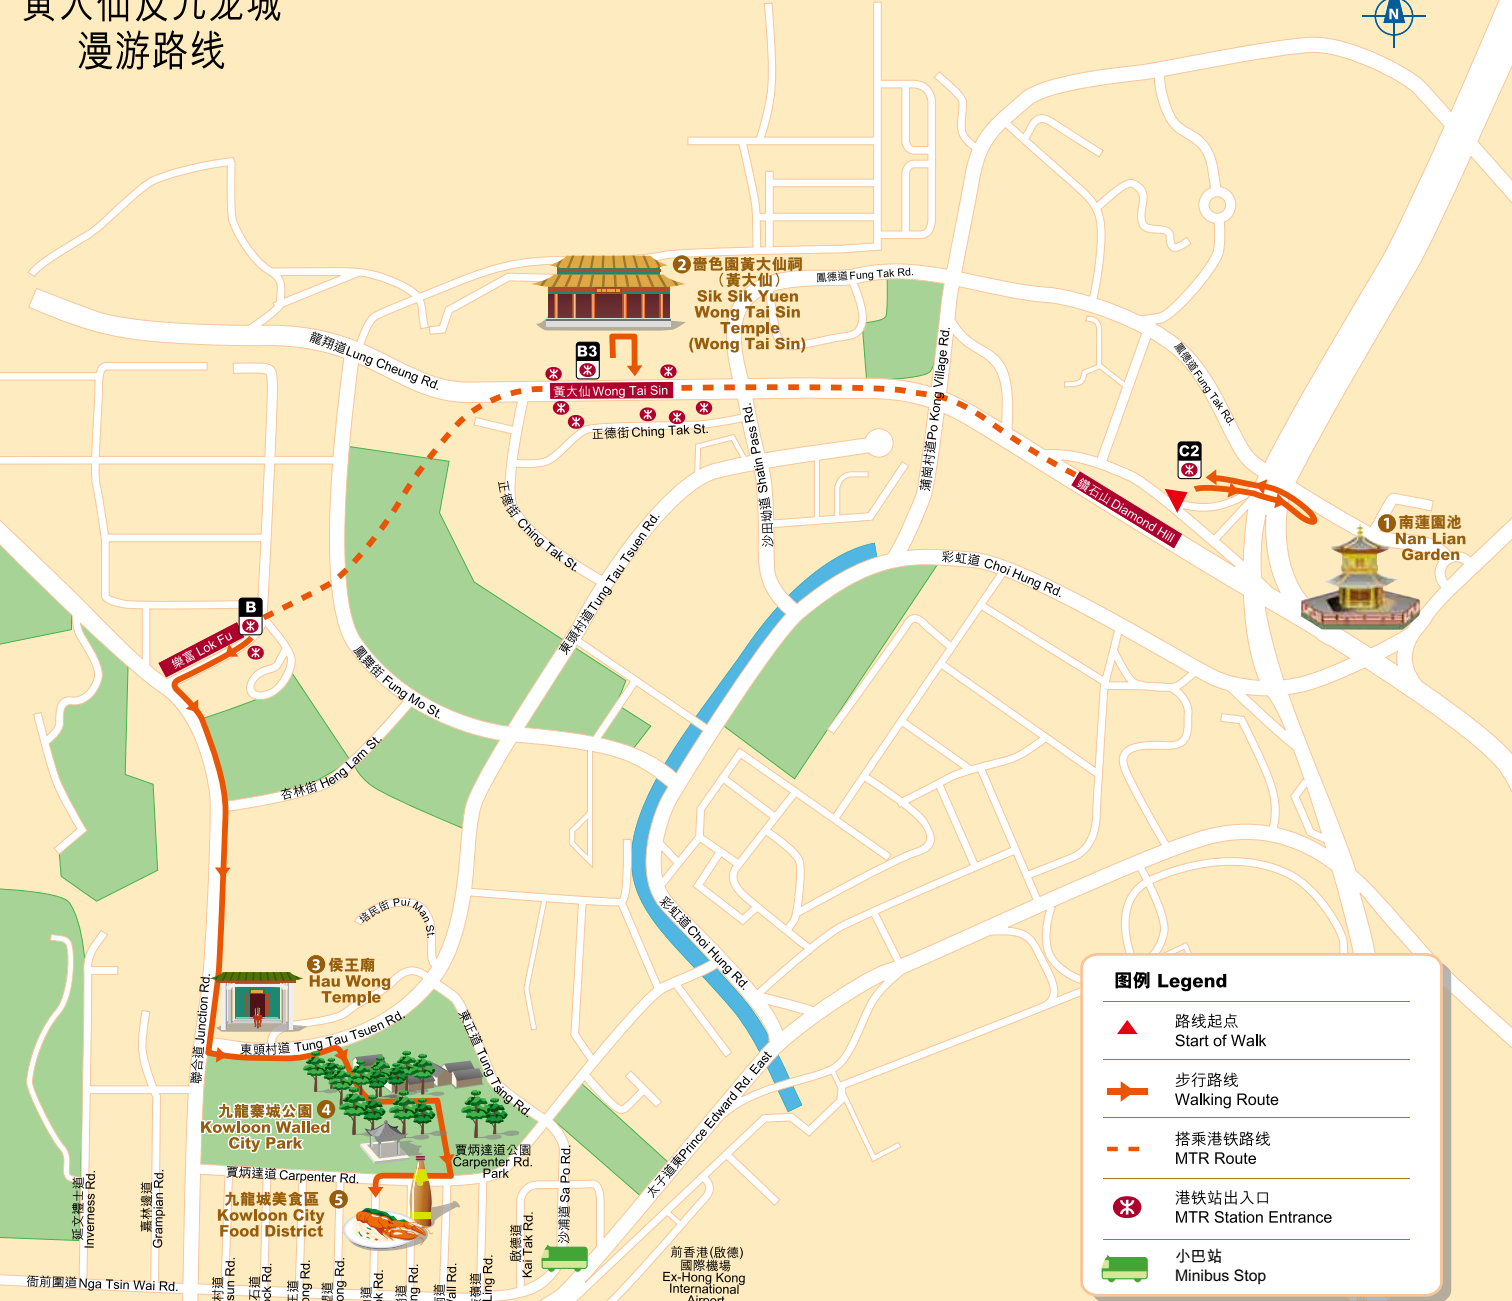 黄大仙及九龙城
漫游路线
N
2 嗇色園黃大仙祠
（黃大仙）
Sik Sik Yuen
Wong Tai Sin
Temple
(Wong Tai Sin)
鳳德道 Fung Tak Rd.
龍翔道 Lung Cheung Rd.
B3
黃大仙 Wong Tai Sin
正德街 Ching Tak St.
沙田坳道 Shatin Pass Rd.
蒲崗村道 Po Kong Village Rd.
鳳德道 Fung Tak Rd.
C2
鑽石山 Diamond Hill
1 南蓮園池
Nan Lian
Garden
正德街 Ching Tak St.
東頭村道 Tung Tau Tsuen Rd.
彩虹道 Choi Hung Rd.
B
樂富 Lok Fu
鳳舞街 Fung Mo St.
杏林街 Heng Lam St.
培民街 Pui Man St.
彩虹道 Choi Hung Rd.
3 侯王廟
Hau Wong
Temple
聯合道 Junction Rd.
東頭村道 Tung Tau Tsuen Rd.
東正道 Tung Tsing Rd.
太子道東 Prince Edward Rd. East
九龍寨城公園 4
Kowloon Walled
City Park
賈炳達道公園
Carpenter Rd.
Park
賈炳達道 Carpenter Rd.
九龍城美食區 5
Kowloon City
Food District
延文禮士道
Inverness Rd.
嘉林邊道
Grampian Rd.
啟德道
Kai Tak Rd.
沙浦道 Sa Po Rd.
衙前圍道 Nga Tsin Wai Rd.
前香港(啟德)
國際機場
Ex-Hong Kong
International
Airport
图例 Legend
路线起点
Start of Walk
步行路线
Walking Route
搭乘港铁路线
MTR Route
港铁站出入口
MTR Station Entrance
小巴站
Minibus Stop